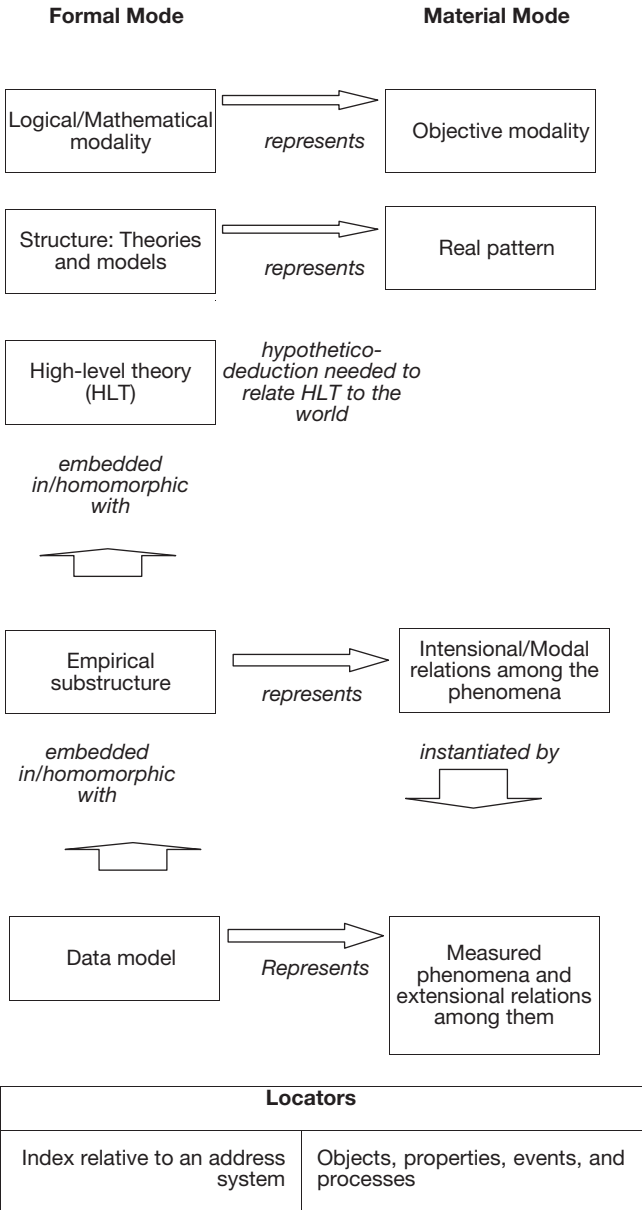 Formal Mode
Material Mode
Logical/Mathematical
modality
represents
Objective modality
Structure: Theories
and models
represents
Real pattern
High-level theory
(HLT)
hypothetico-
deduction needed to
relate HLT to the
world
embedded
in/homomorphic
with
Empirical
substructure
represents
Intensional/Modal
relations among the
phenomena
embedded
in/homomorphic
with
instantiated by
Data model
Represents
Measured
phenomena and
extensional relations
among them
Locators
Index relative to an address
system
Objects, properties, events, and
processes